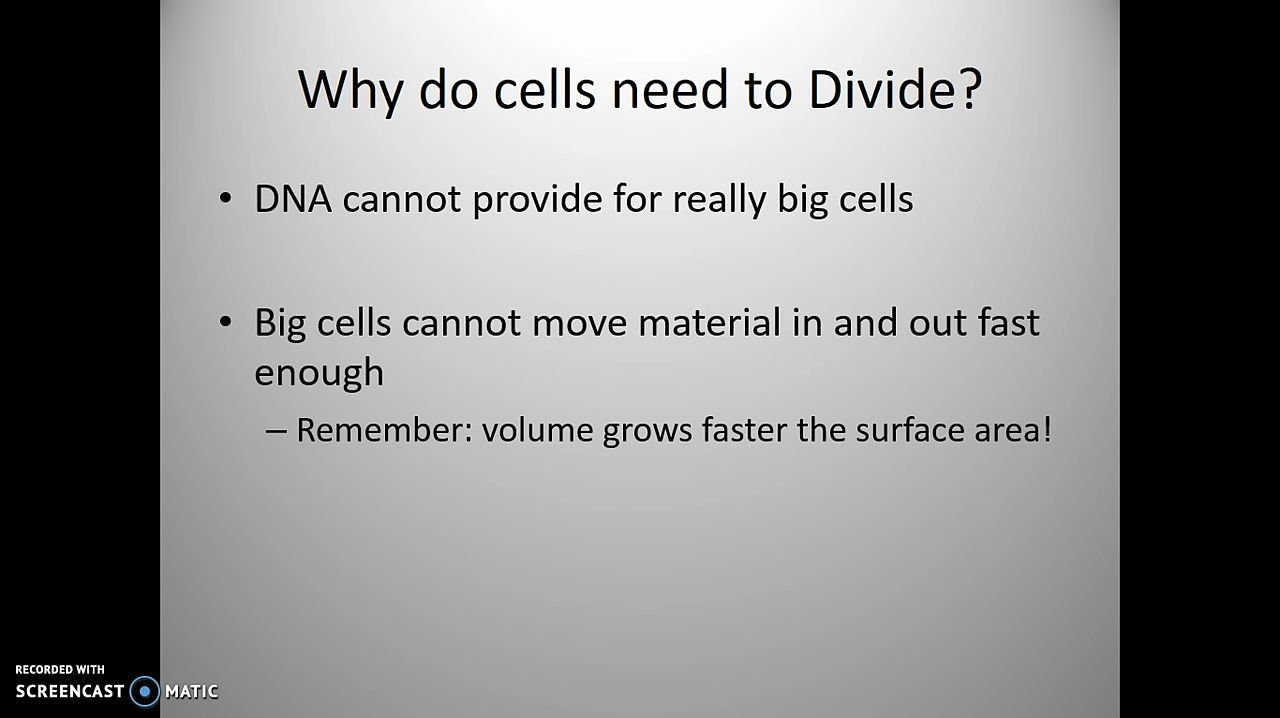 Why do cells need to Divide?
• DNA cannot provide for really big cells
• Big cells cannot move material in and out fast
enough
– Remember: volume grows faster the surface area!
RECORDED WITH
SCREENCAST MATIC